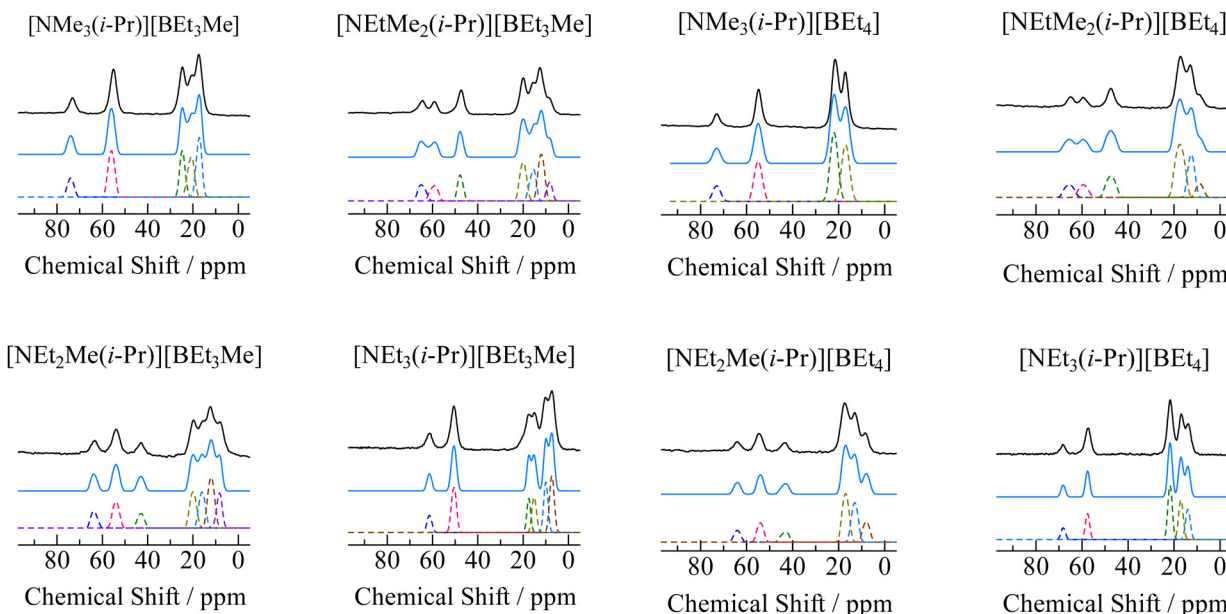 [NMe₃(i-Pr)][BEt₃Me]
[NEtMe₂(i-Pr)][BEt₃Me]
[NMe₃(i-Pr)][BEt₄]
[NEtMe₂(i-Pr)][BEt₄]
80 60 40 20 0
80 60 40 20 0
80 60 40 20 0
80 60 40 20 0
Chemical Shift / ppm
Chemical Shift / ppm
Chemical Shift / ppm
Chemical Shift / ppm
[NEt₂Me(i-Pr)][BEt₃Me]
[NEt₃(i-Pr)][BEt₃Me]
[NEt₂Me(i-Pr)][BEt₄]
[NEt₃(i-Pr)][BEt₄]
80 60 40 20 0
80 60 40 20 0
80 60 40 20 0
80 60 40 20 0
Chemical Shift / ppm
Chemical Shift / ppm
Chemical Shift / ppm
Chemical Shift / ppm